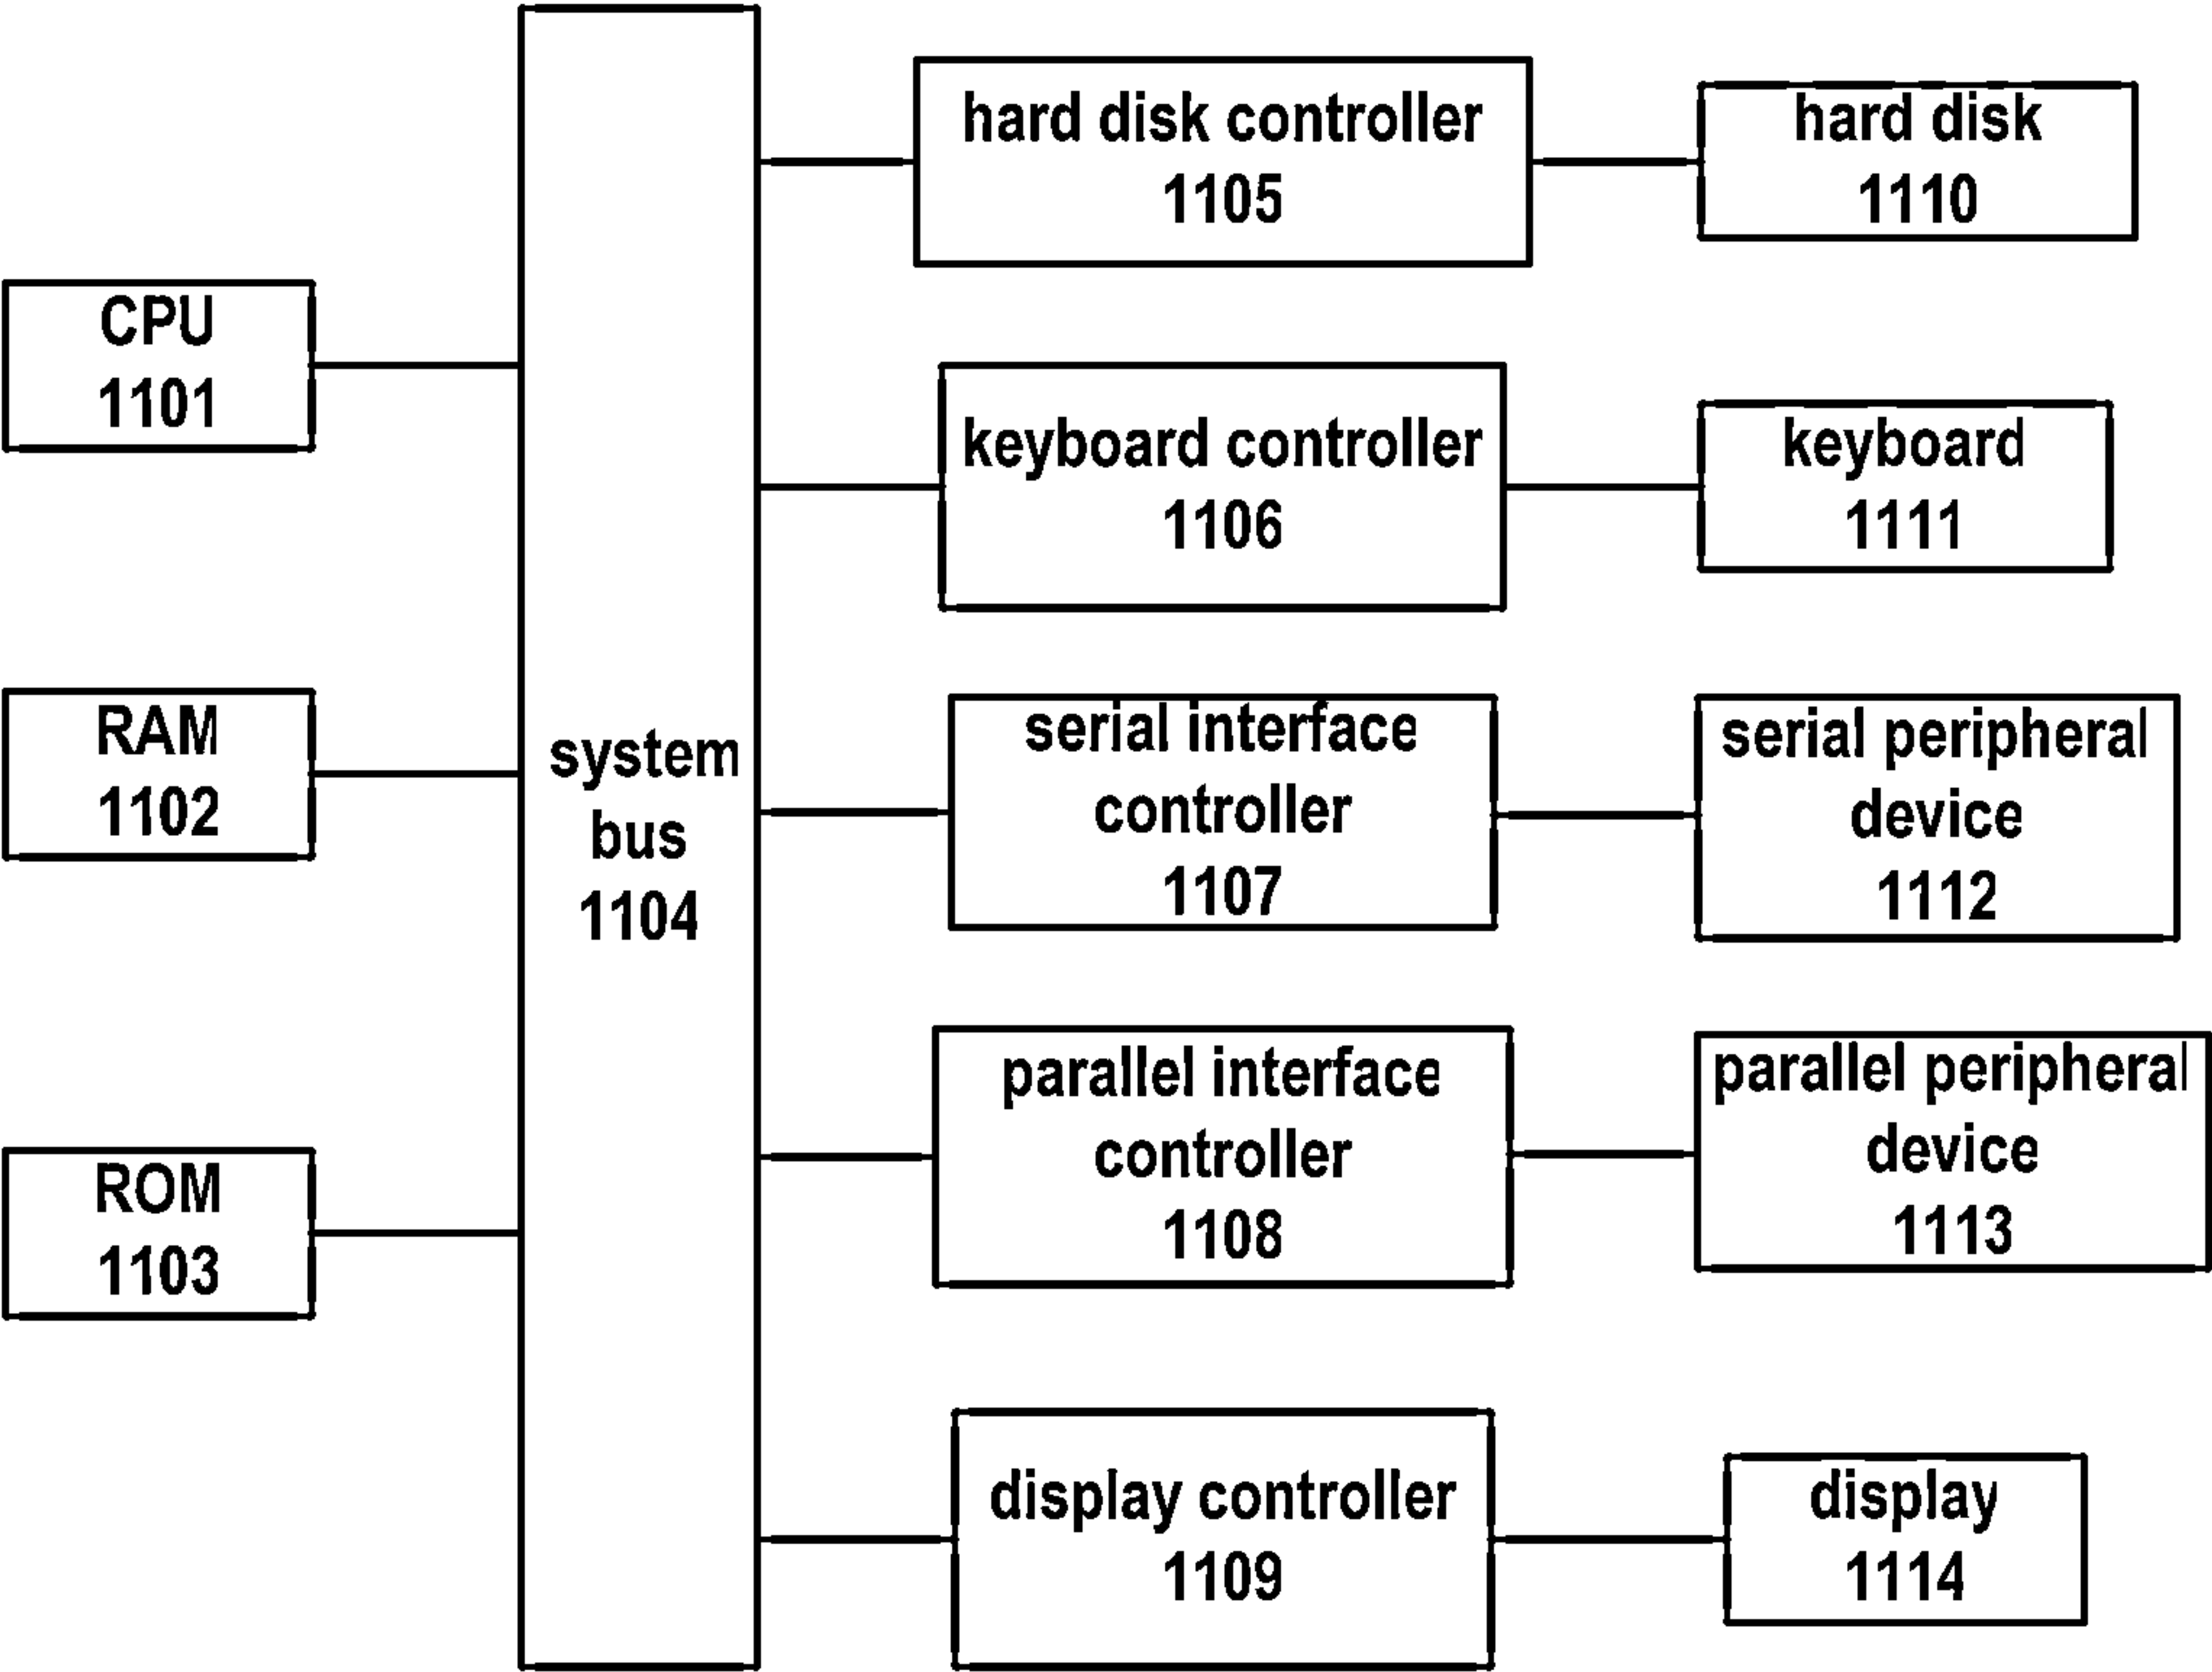 CPU
1101
RAM
1102
ROM
1103
system
bus
1104
hard disk controller
1105
keyboard controller
1106
serial interface
controller
1107
parallel interface
controller
1108
display controller
1109
hard disk
1110
keyboard
1111
serial peripheral
device
1112
parallel peripheral
device
1113
display
1114